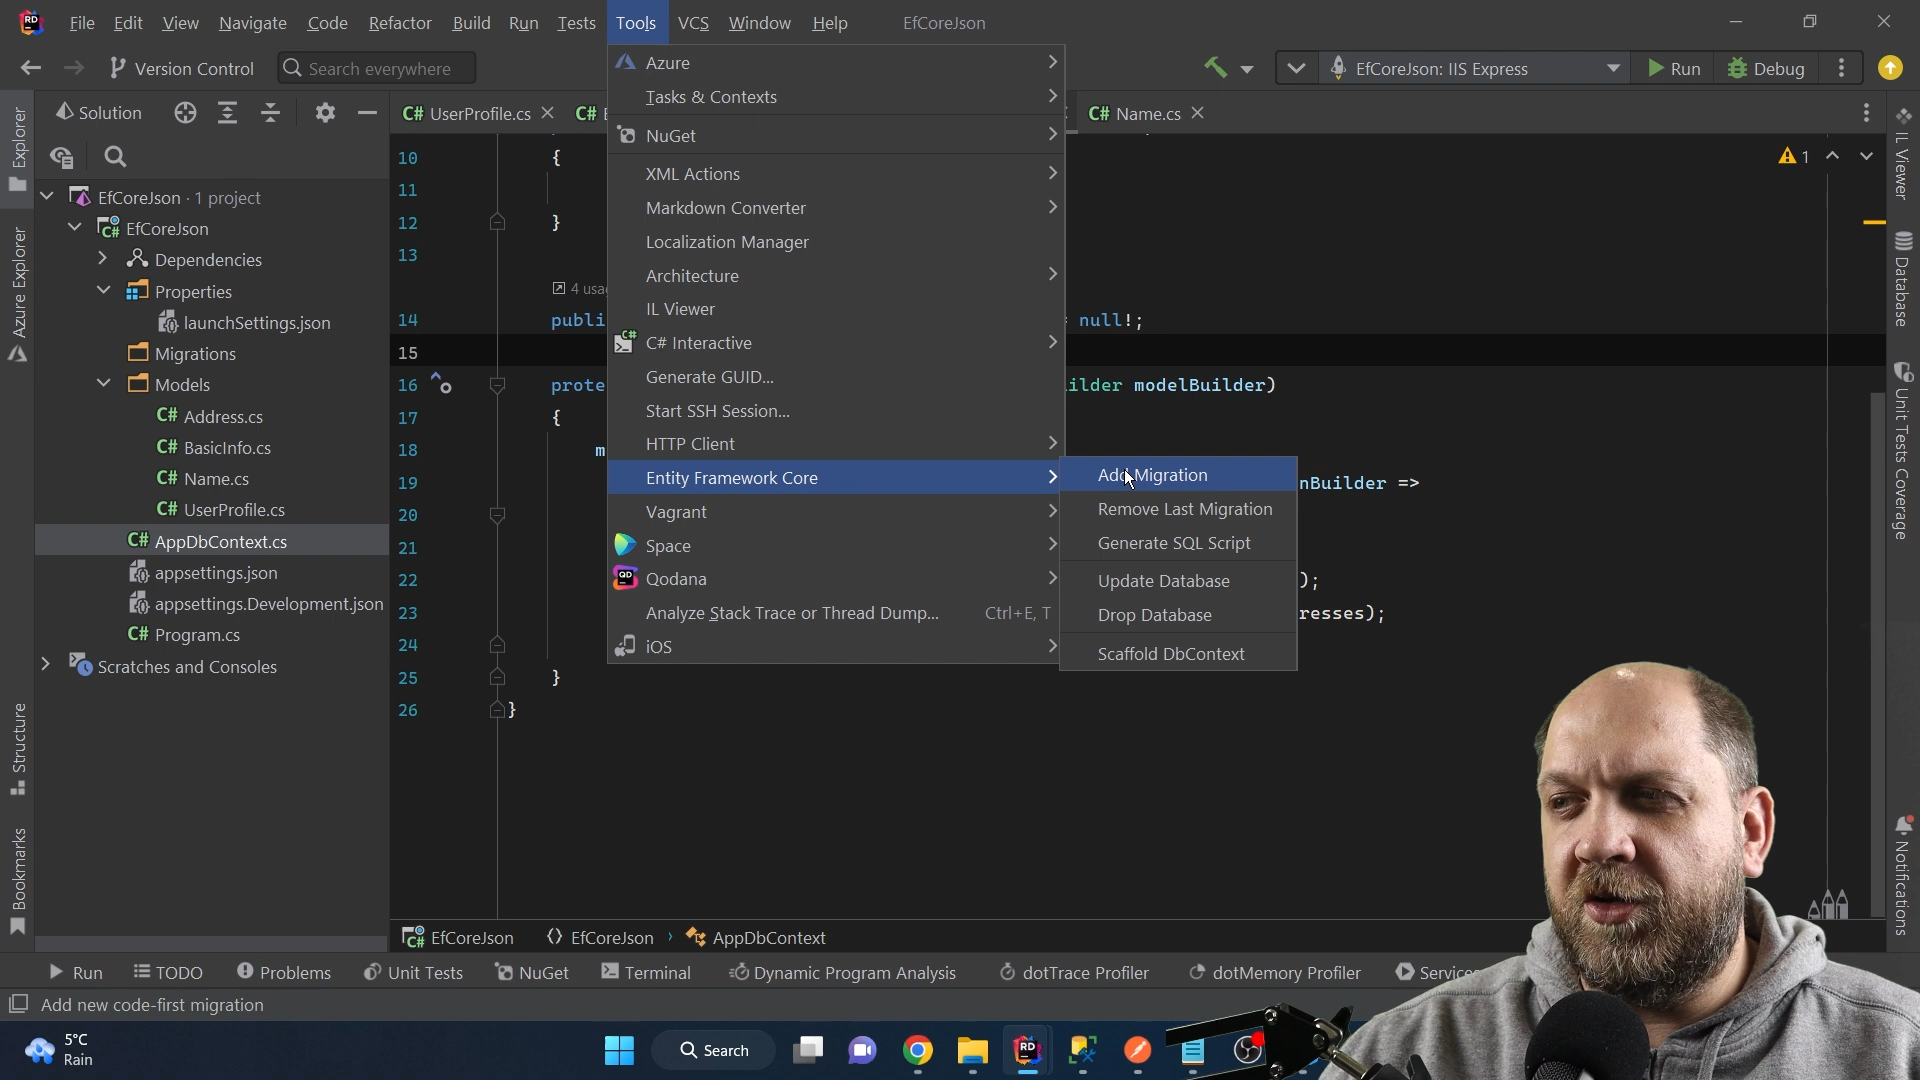 RD File Edit View Navigate Code Refactor Build Run Tests Tools VCS Window Help EfCoreJson
Version Control Search everywhere EfCoreJson: IIS Express Run Debug
Solution
C# UserProfile.cs C# C# Name.cs
Explorer
Azure Explorer
Structure
Bookmarks
EfCoreJson · 1 project
EfCoreJson
Dependencies
Properties
launchSettings.json
Migrations
Models
C# Address.cs
C# BasicInfo.cs
C# Name.cs
C# UserProfile.cs
C# AppDbContext.cs
appsettings.json
appsettings.Development.json
C# Program.cs
Scratches and Consoles
Azure
Tasks & Contexts
NuGet
XML Actions
Markdown Converter
Localization Manager
Architecture
IL Viewer
C# Interactive
Generate GUID...
Start SSH Session...
HTTP Client
Entity Framework Core
Vagrant
Space
Qodana
Analyze Stack Trace or Thread Dump... Ctrl+E, T
iOS
Add Migration
Remove Last Migration
Generate SQL Script
Update Database
Drop Database
Scaffold DbContext
1
10 {
11
12 }
13
4 usa
14 publi null!;
15
16 prote ilder modelBuilder)
17 {
18 m
19 nBuilder =>
20
21
22 );
23 resses);
24
25 }
26 }
IL Viewer
Database
Unit Tests Coverage
Notifications
EfCoreJson EfCoreJson › AppDbContext
Run TODO Problems Unit Tests NuGet Terminal Dynamic Program Analysis dotTrace Profiler dotMemory Profiler Services
Add new code-first migration
5°C
Rain
Search